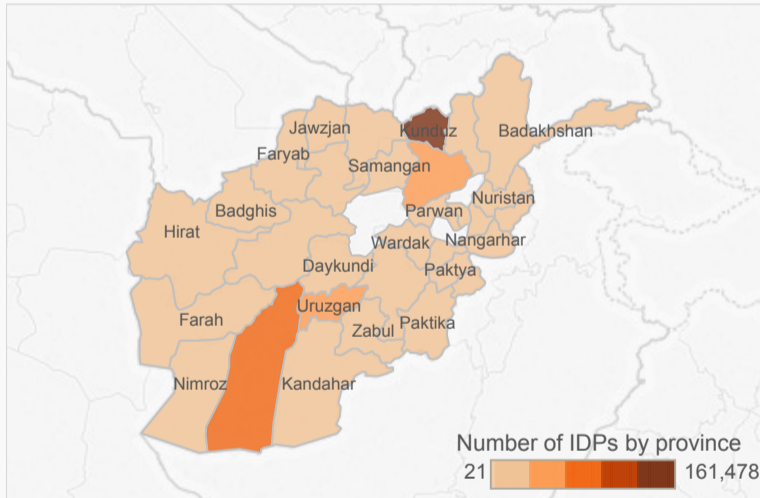 Jawzjan
Kunduz
Badakhshan
Faryab
Samangan
Nuristan
Badghis
Parwan
Hirat
Wardak
Nangarhar
Daykundi
Paktya
Uruzgan
Farah
Zabul
Paktika
Nimroz
Kandahar
Number of IDPs by province
21
161,478